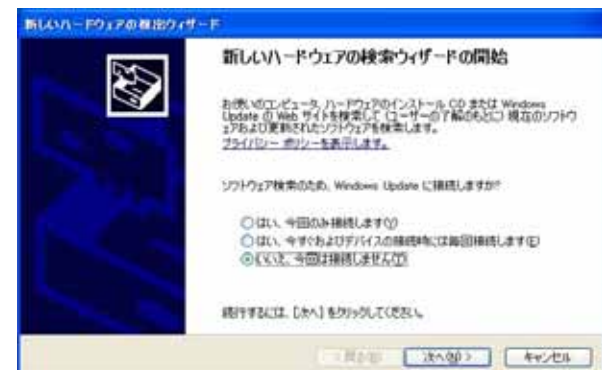 新しいハードウェアの検出ウィザード
新しいハードウェアの検索ウィザードの開始
お使いのコンピュータ、ハードウェアのインストール CD または Windows
Update の Web サイトを検索して (ユーザーの了解のもとに) 現在のソフトウ
ェアおよび更新されたソフトウェアを検索します。
プライバシー ポリシーを表示します。
ソフトウェア検索のため、Windows Update に接続しますか?
はい、今回のみ接続します(Y)
はい、今すぐおよびデバイスの接続時には毎回接続します(E)
いいえ、今回は接続しません(T)
続行するには、[次へ] をクリックしてください。
< 戻る(B)
次へ(N) >
キャンセル